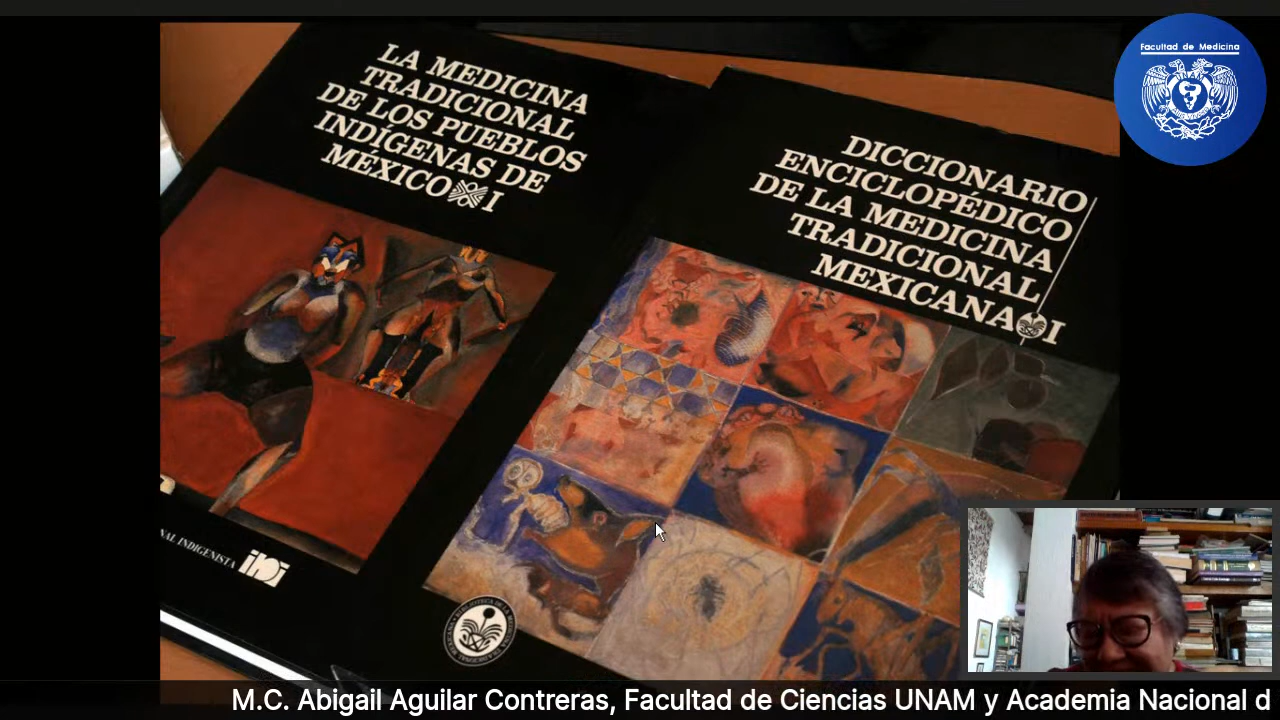 Facultad de Medicina
LA MEDICINA
TRADICIONAL
DE LOS PUEBLOS
INDÍGENAS DE
MÉXICO I
DICCIONARIO
ENCICLOPÉDICO
DE LA MEDICINA
TRADICIONAL
MEXICANA I
NAL INDIGENISTA ini
M.C. Abigail Aguilar Contreras, Facultad de Ciencias UNAM y Academia Nacional d